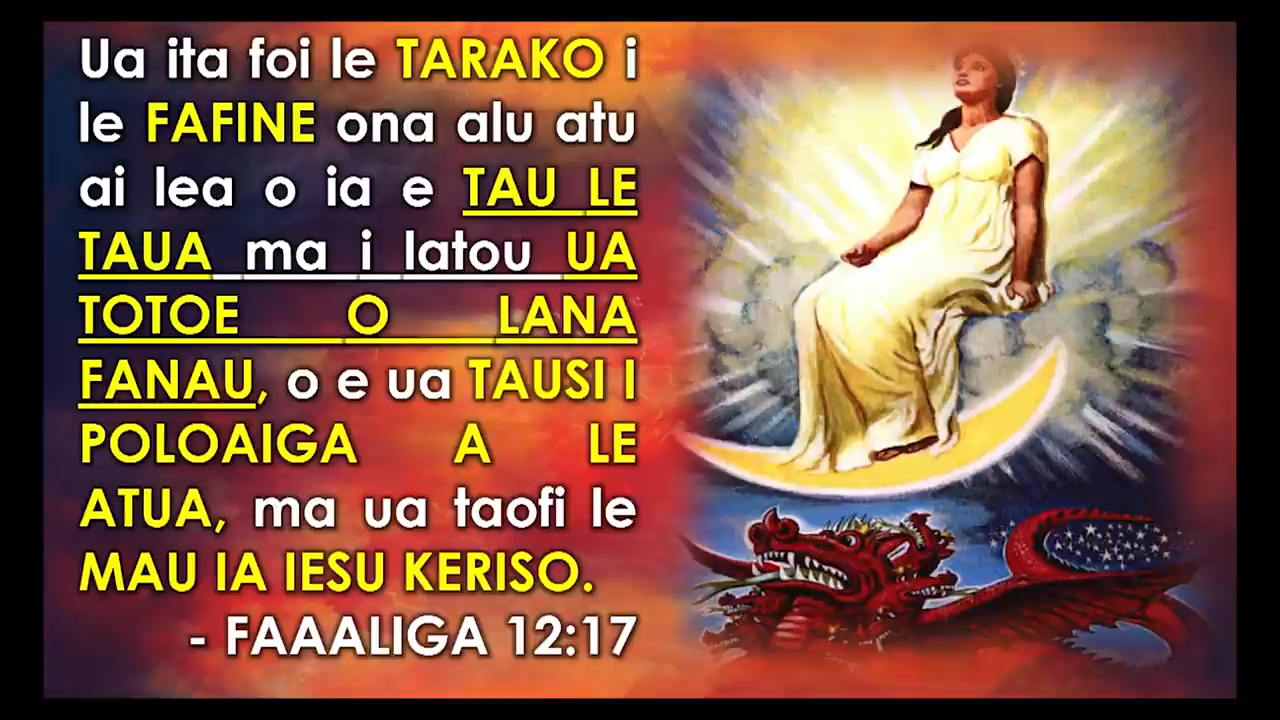 Ua ita foi le TARAKO i
le FAFINE ona alu atu
ai lea o ia e TAU LE
TAUA ma i latou UA
TOTOE O LANA
FANAU, o e ua TAUSI I
POLOAIGA A LE
ATUA, ma ua taofi le
MAU IA IESU KERISO.
- FAAALIGA 12:17